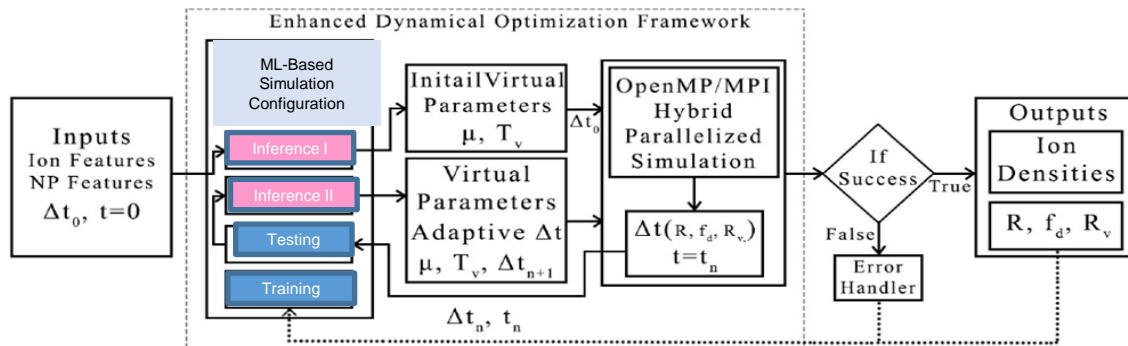 Enhanced Dynamical Optimization Framework
Inputs
Ion Features
NP Features
Δt₀, t=0
ML-Based
Simulation
Configuration
Inference I
Inference II
Testing
Training
InitailVirtual
Parameters
μ, Tᵥ
Virtual
Parameters
Adaptive Δt
μ, Tᵥ, Δtₙ₊₁
Δt₀
OpenMP/MPI
Hybrid
Parallelized
Simulation
Δt(R, f_d, Rᵥ)
t=tₙ
Δtₙ, tₙ
If
Success
True
False
Error
Handler
Outputs
Ion
Densities
R, f_d, Rᵥ